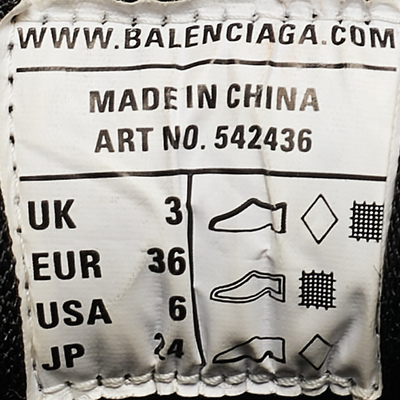 WWW.BALENCIAGA.COM
MADE IN CHINA
ART NO. 542436
UK 3
EUR 36
USA 6
JP 24